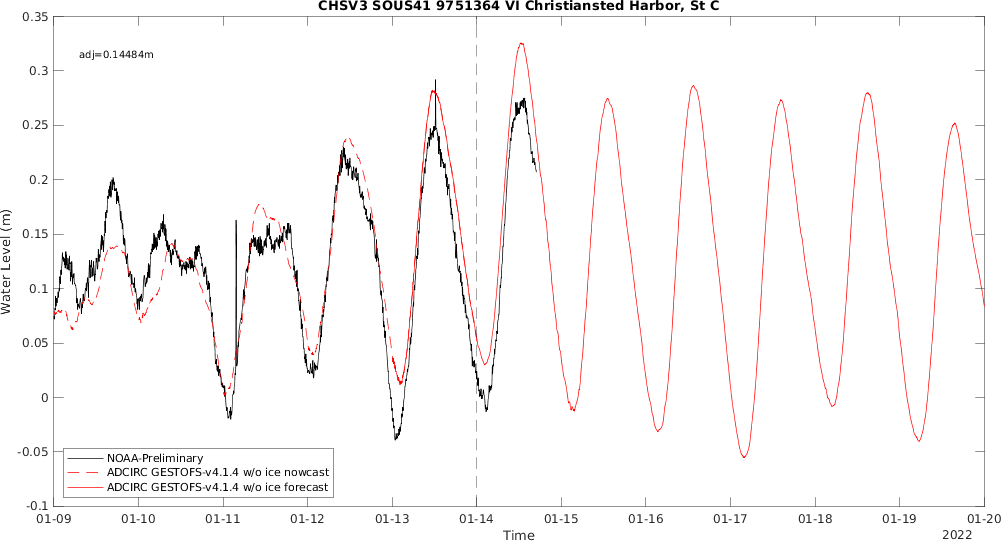 CHSV3 SOUS41 9751364 VI Christiansted Harbor, St C
adj=0.14484m
0.35
0.3
0.25
0.2
0.15
0.1
0.05
0
-0.05
-0.1
Water Level (m)
NOAA-Preliminary
ADCIRC GESTOFS-v4.1.4 w/o ice nowcast
ADCIRC GESTOFS-v4.1.4 w/o ice forecast
01-09 01-10 01-11 01-12 01-13 01-14 01-15 01-16 01-17 01-18 01-19 01-20
Time
2022